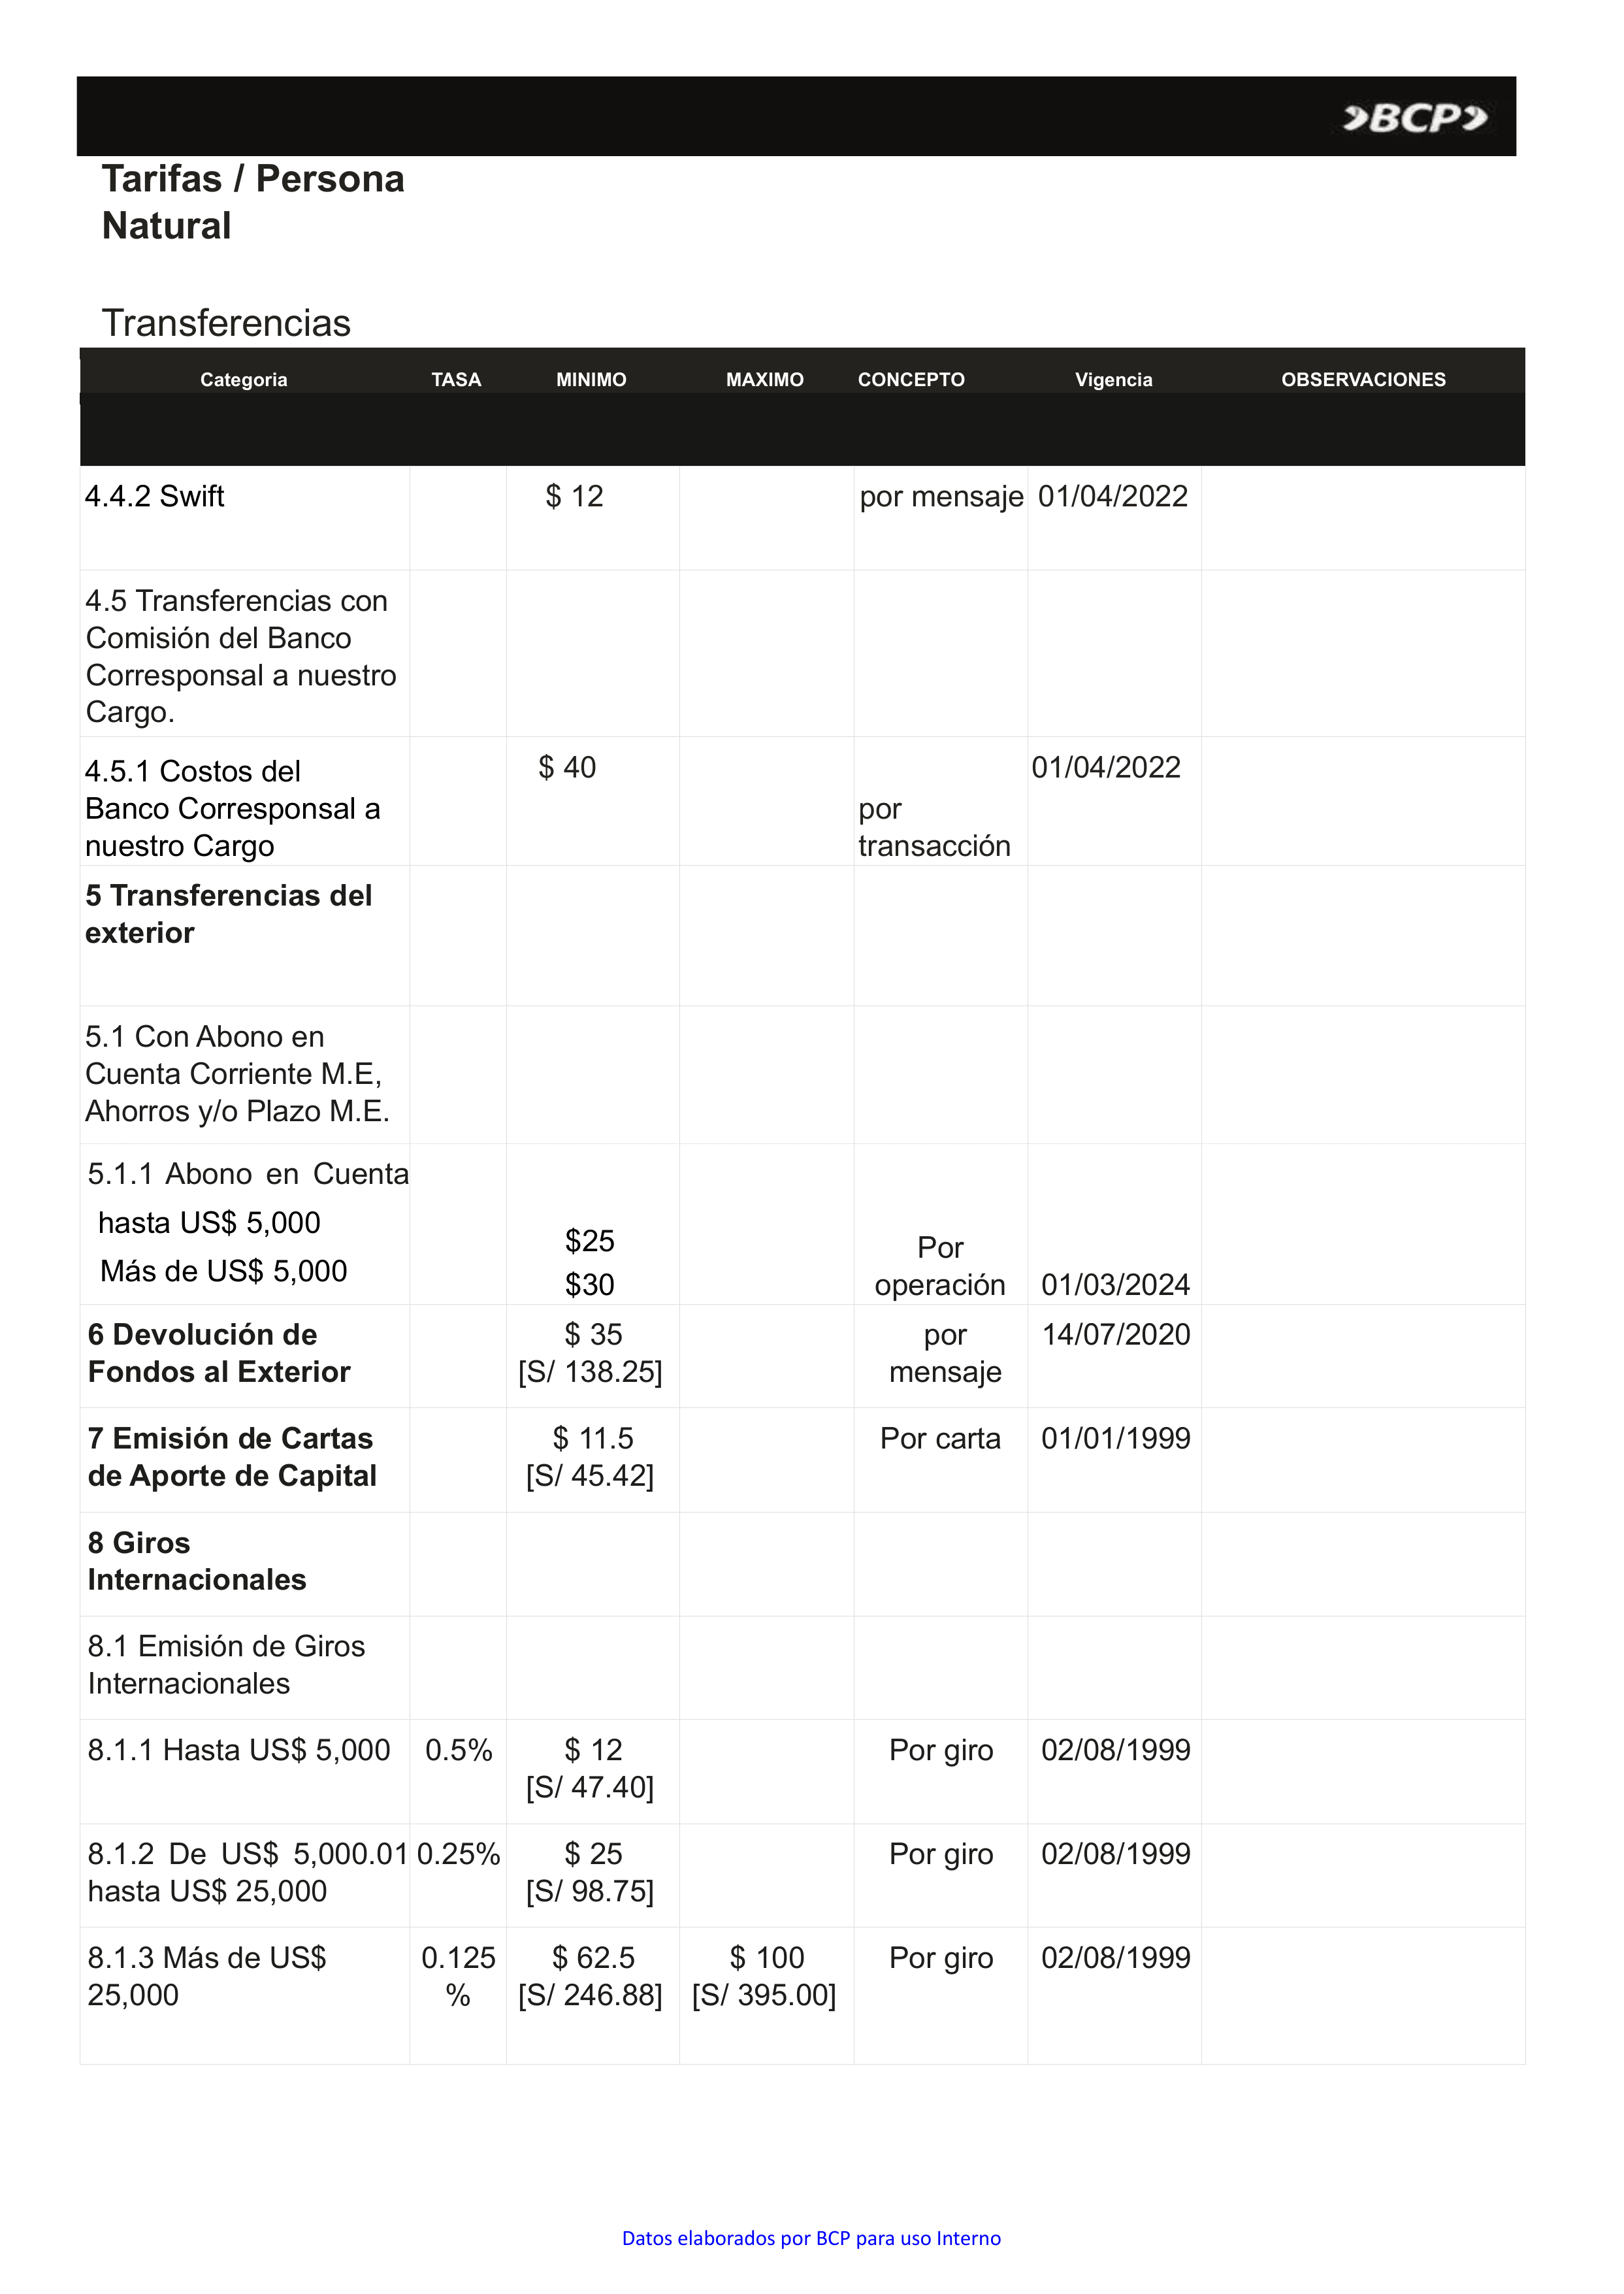 BCP
Tarifas / Persona
Natural
Transferencias
Categoria TASA MINIMO MAXIMO CONCEPTO Vigencia OBSERVACIONES
4.4.2 Swift $ 12 por mensaje 01/04/2022
4.5 Transferencias con
Comisión del Banco
Corresponsal a nuestro
Cargo.
4.5.1 Costos del
Banco Corresponsal a
nuestro Cargo
$ 40
por
transacción
01/04/2022
5 Transferencias del
exterior
5.1 Con Abono en
Cuenta Corriente M.E,
Ahorros y/o Plazo M.E.
5.1.1 Abono en Cuenta
hasta US$ 5,000
Más de US$ 5,000
$25
$30
Por
operación
01/03/2024
6 Devolución de
Fondos al Exterior
$ 35
[S/ 138.25]
por
mensaje
14/07/2020
7 Emisión de Cartas
de Aporte de Capital
$ 11.5
[S/ 45.42]
Por carta
01/01/1999
8 Giros
Internacionales
8.1 Emisión de Giros
Internacionales
8.1.1 Hasta US$ 5,000
0.5%
$ 12
[S/ 47.40]
Por giro
02/08/1999
8.1.2 De US$ 5,000.01
hasta US$ 25,000
0.25%
$ 25
[S/ 98.75]
Por giro
02/08/1999
8.1.3 Más de US$
25,000
0.125
%
$ 62.5
[S/ 246.88]
$ 100
[S/ 395.00]
Por giro
02/08/1999
Datos elaborados por BCP para uso Interno